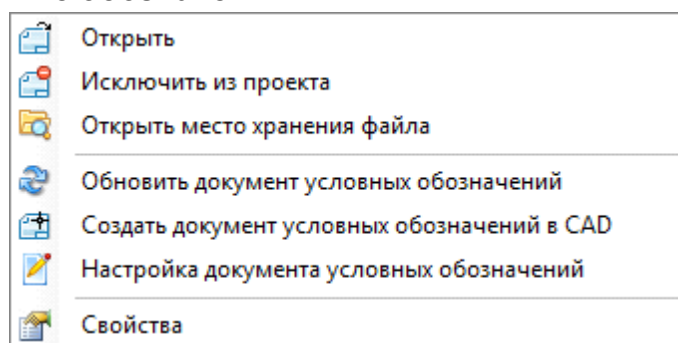 Открыть
Исключить из проекта
Открыть место хранения файла
Обновить документ условных обозначений
Создать документ условных обозначений в CAD
Настройка документа условных обозначений
Свойства